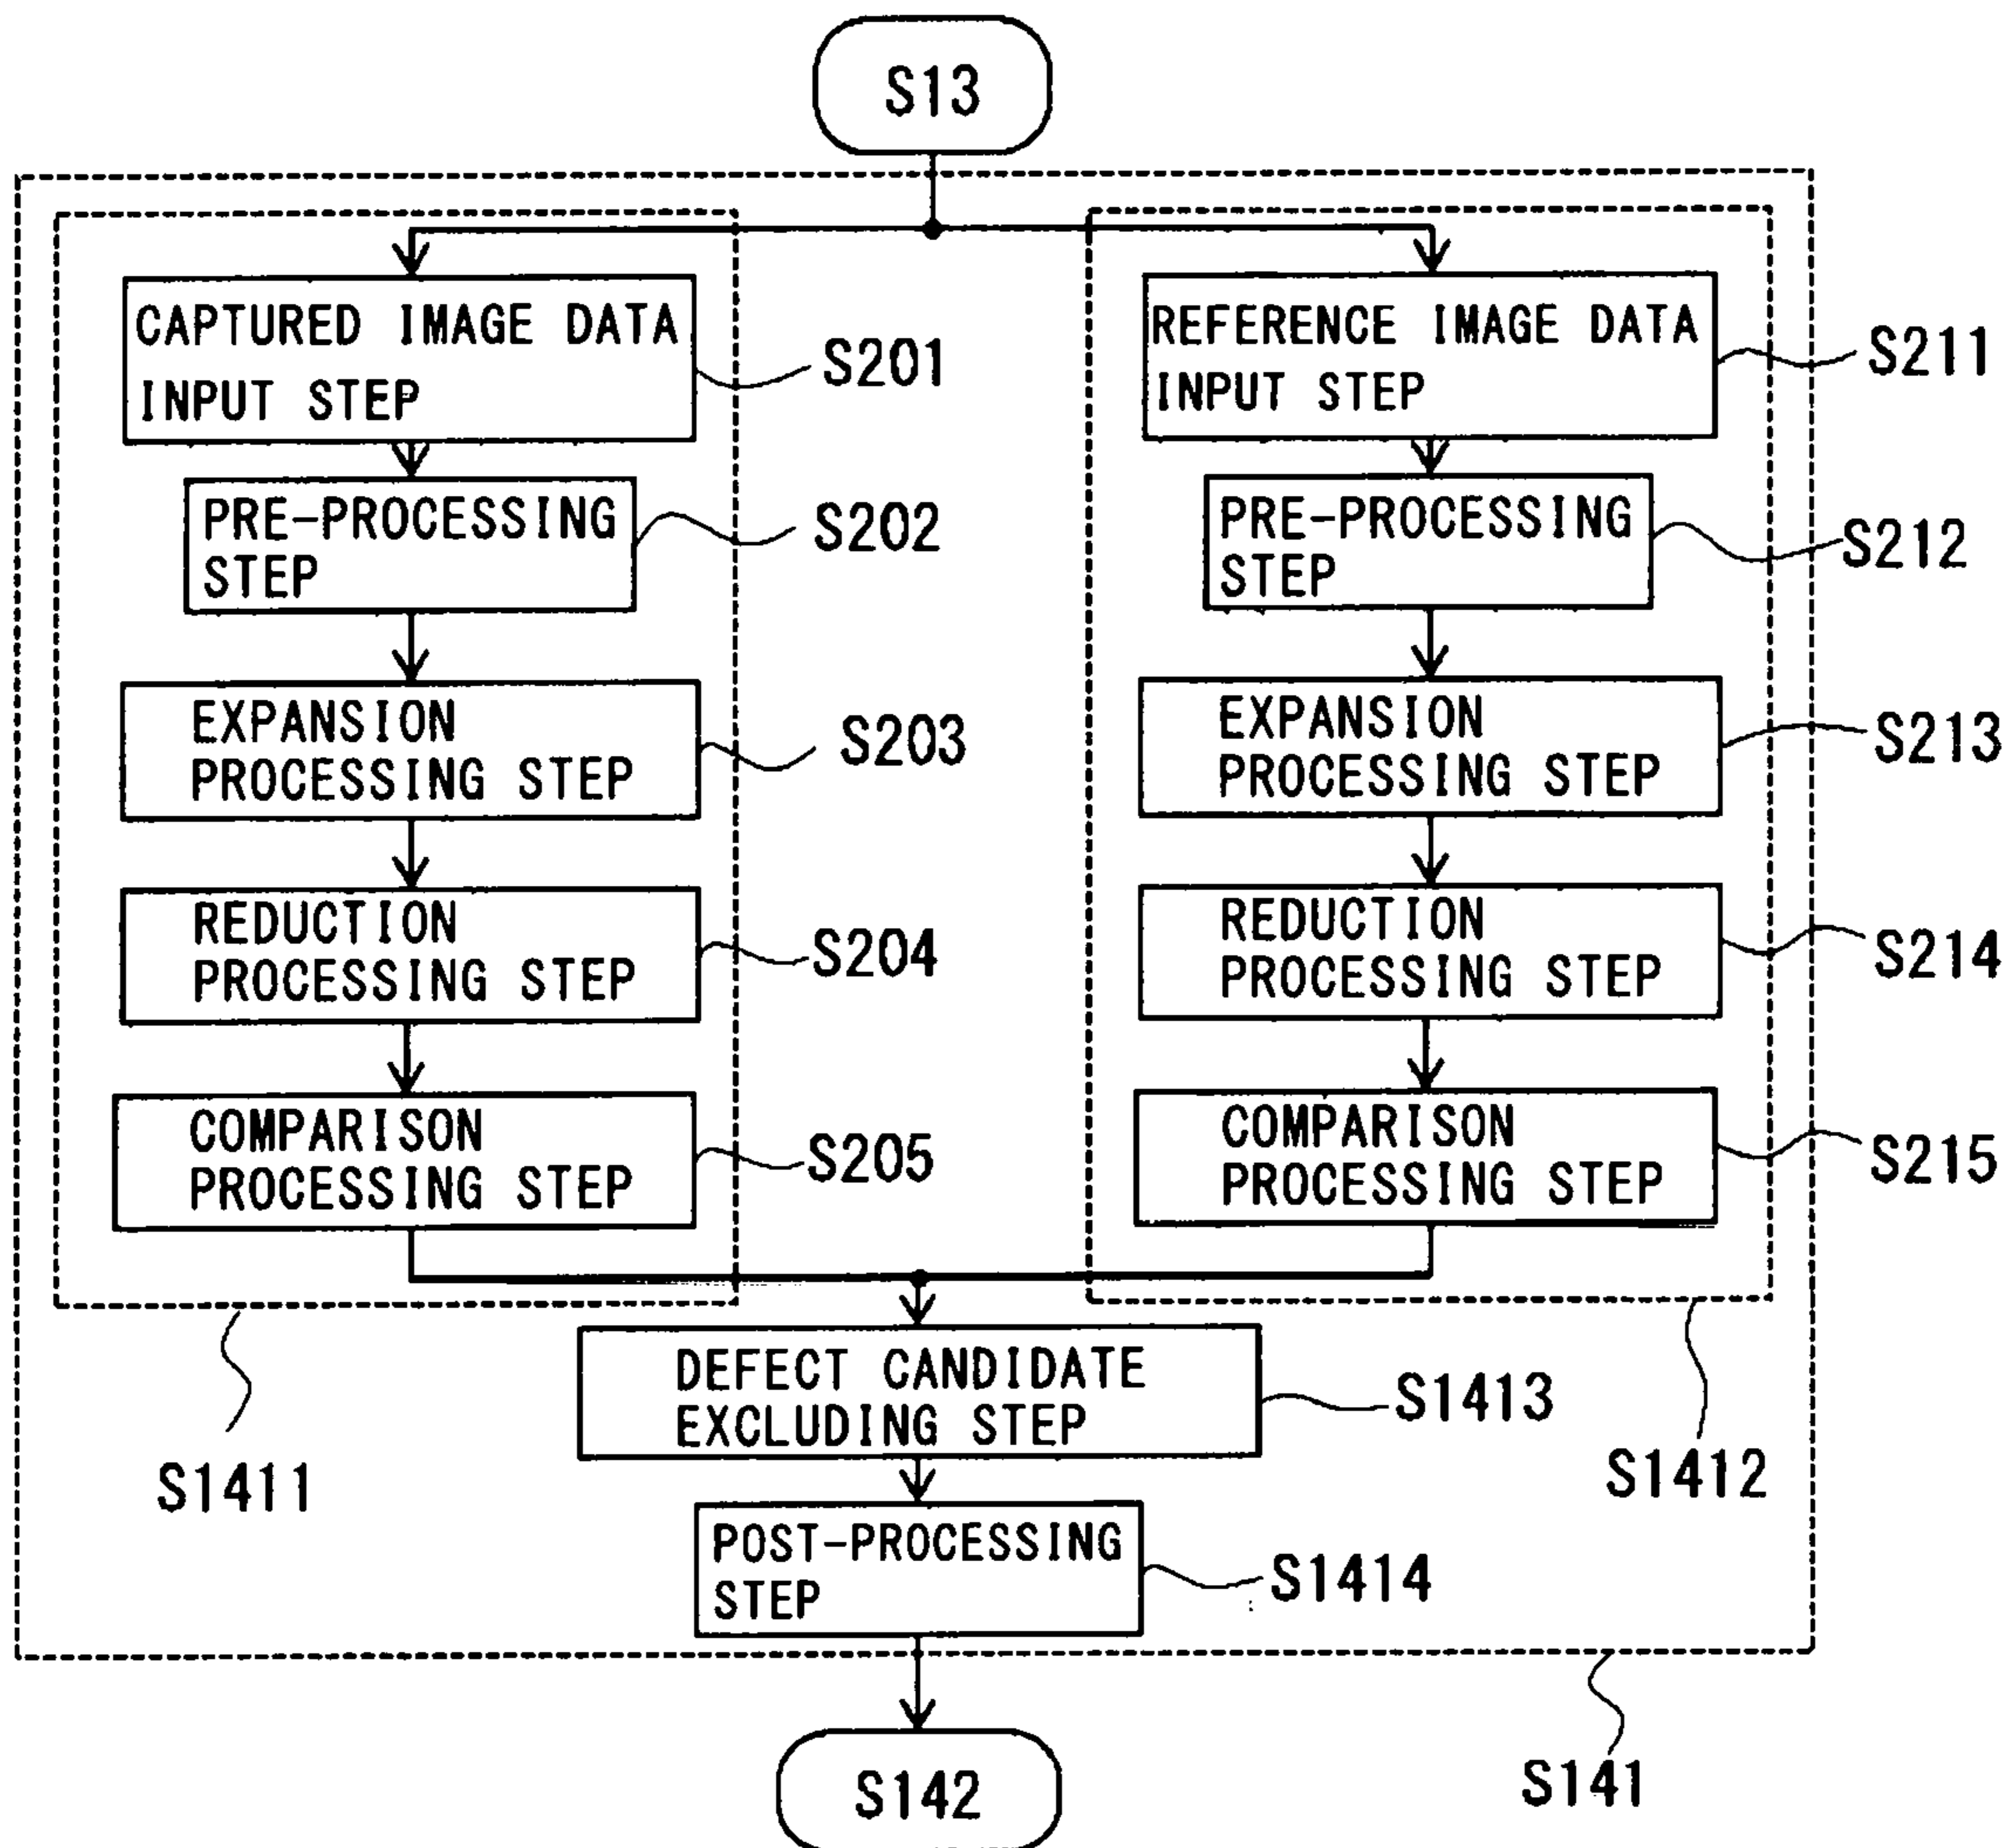 S13
CAPTURED IMAGE DATA
INPUT STEP
S201
PRE-PROCESSING
STEP
S202
EXPANSION
PROCESSING STEP
S203
REDUCTION
PROCESSING STEP
S204
COMPARISON
PROCESSING STEP
S205
S1411
REFERENCE IMAGE DATA
INPUT STEP
S211
PRE-PROCESSING
STEP
S212
EXPANSION
PROCESSING STEP
S213
REDUCTION
PROCESSING STEP
S214
COMPARISON
PROCESSING STEP
S215
S1412
DEFECT CANDIDATE
EXCLUDING STEP
S1413
POST-PROCESSING
STEP
S1414
S141
S142